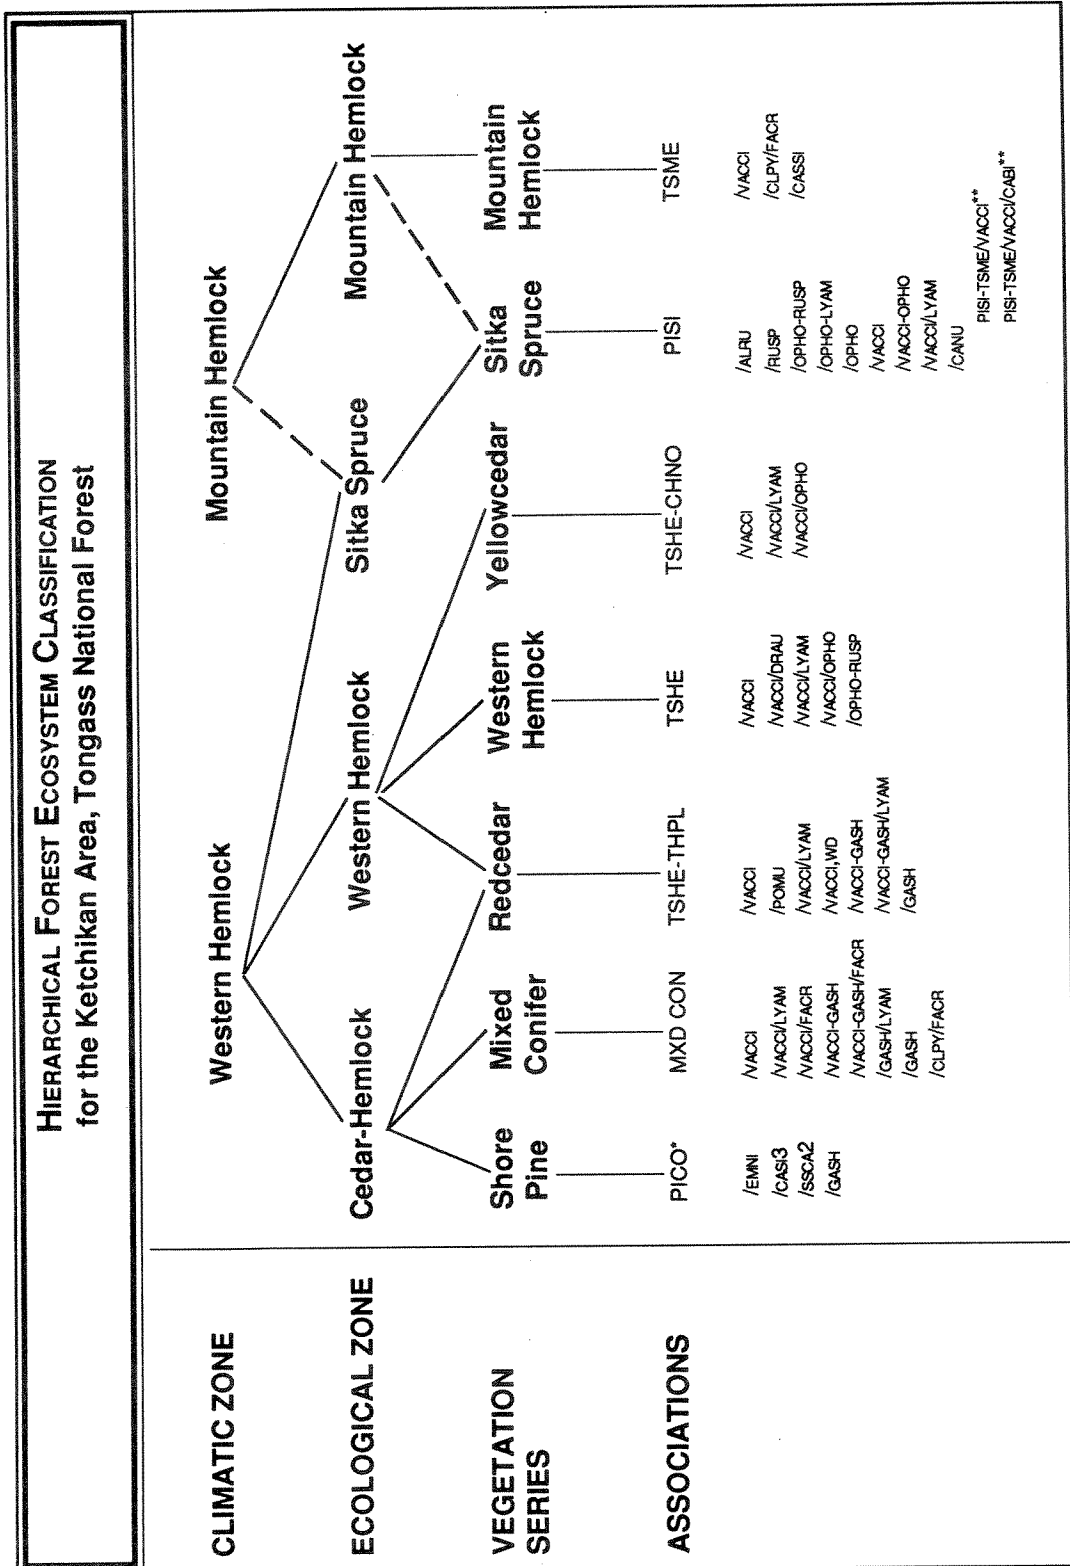 HIERARCHICAL FOREST ECOSYSTEM CLASSIFICATION
for the Ketchikan Area, Tongass National Forest
CLIMATIC ZONE
Western Hemlock
Mountain Hemlock
ECOLOGICAL ZONE
Cedar-Hemlock
Western Hemlock
Sitka Spruce
Mountain Hemlock
VEGETATION
SERIES
Shore
Pine
Mixed
Conifer
Redcedar
Western
Hemlock
Yellowcedar
Sitka
Spruce
Mountain
Hemlock
ASSOCIATIONS
PICO*
/EMNI
/CASI3
/SSCA2
/GASH
MXD CON
/VACCI
/VACCI/LYAM
/VACCI/FACR
/VACCI-GASH
/VACCI-GASH/FACR
/GASH/LYAM
/GASH
/CLPY/FACR
TSHE-THPL
/VACCI
/POMU
/VACCI/LYAM
/VACCI,WD
/VACCI-GASH
/VACCI-GASH/LYAM
/GASH
TSHE
/VACCI
/VACCI/DRAU
/VACCI/LYAM
/VACCI/OPHO
/OPHO-RUSP
TSHE-CHNO
/VACCI
/VACCI/LYAM
/VACCI/OPHO
PISI
/ALRU
/RUSP
/OPHO-RUSP
/OPHO-LYAM
/OPHO
/VACCI
/VACCI-OPHO
/VACCI/LYAM
/CANU
PISI-TSME/VACCI**
PISI-TSME/VACCI/CABI**
TSME
/VACCI
/CLPY/FACR
/CASSI